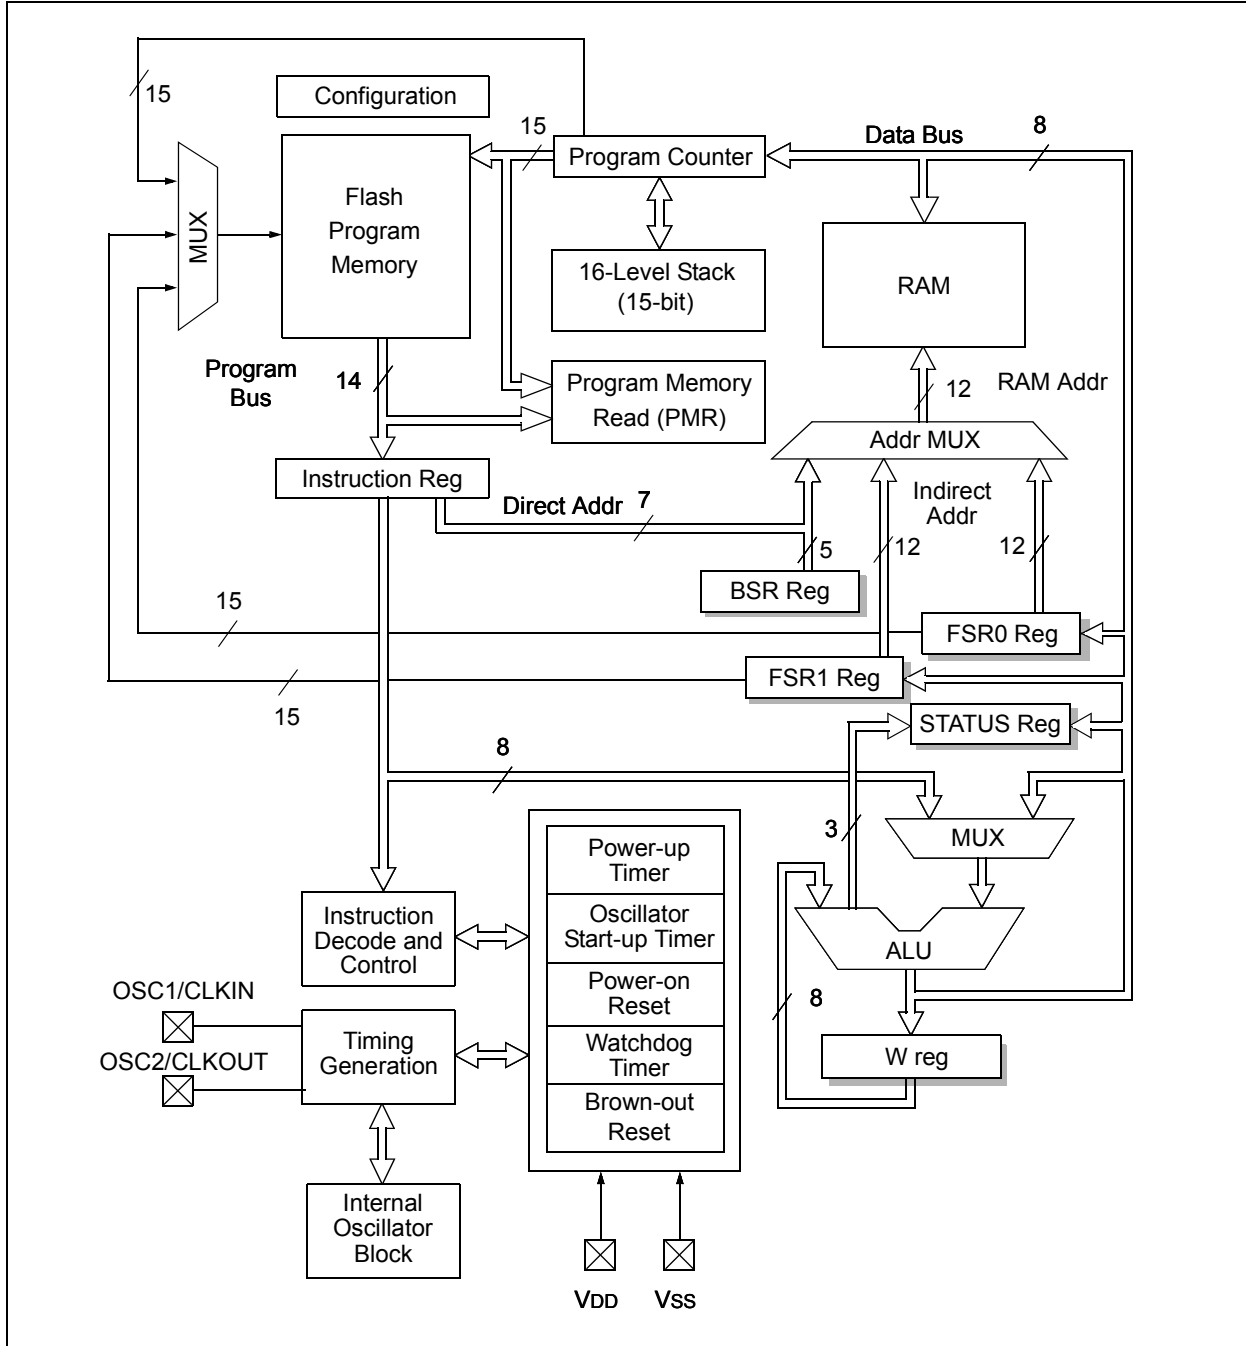 15
Configuration
15
Program Counter
Data Bus
8
Flash
Program
Memory
MUX
16-Level Stack
(15-bit)
RAM
Program
Bus
14
Program Memory
Read (PMR)
12
RAM Addr
Addr MUX
Instruction Reg
Direct Addr
7
Indirect
Addr
5
12
12
BSR Reg
15
FSR0 Reg
FSR1 Reg
15
STATUS Reg
8
3
MUX
Power-up
Timer
Oscillator
Start-up Timer
Power-on
Reset
Watchdog
Timer
Brown-out
Reset
Instruction
Decode and
Control
ALU
OSC1/CLKIN
8
Timing
Generation
OSC2/CLKOUT
W reg
Internal
Oscillator
Block
VDD
VSS